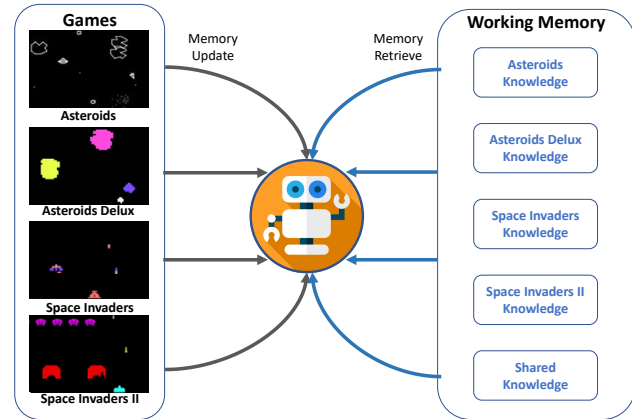 Games
Asteroids
Asteroids Delux
Space Invaders
Space Invaders II
Memory
Update
Memory
Retrieve
Working Memory
Asteroids
Knowledge
Asteroids Delux
Knowledge
Space Invaders
Knowledge
Space Invaders II
Knowledge
Shared
Knowledge